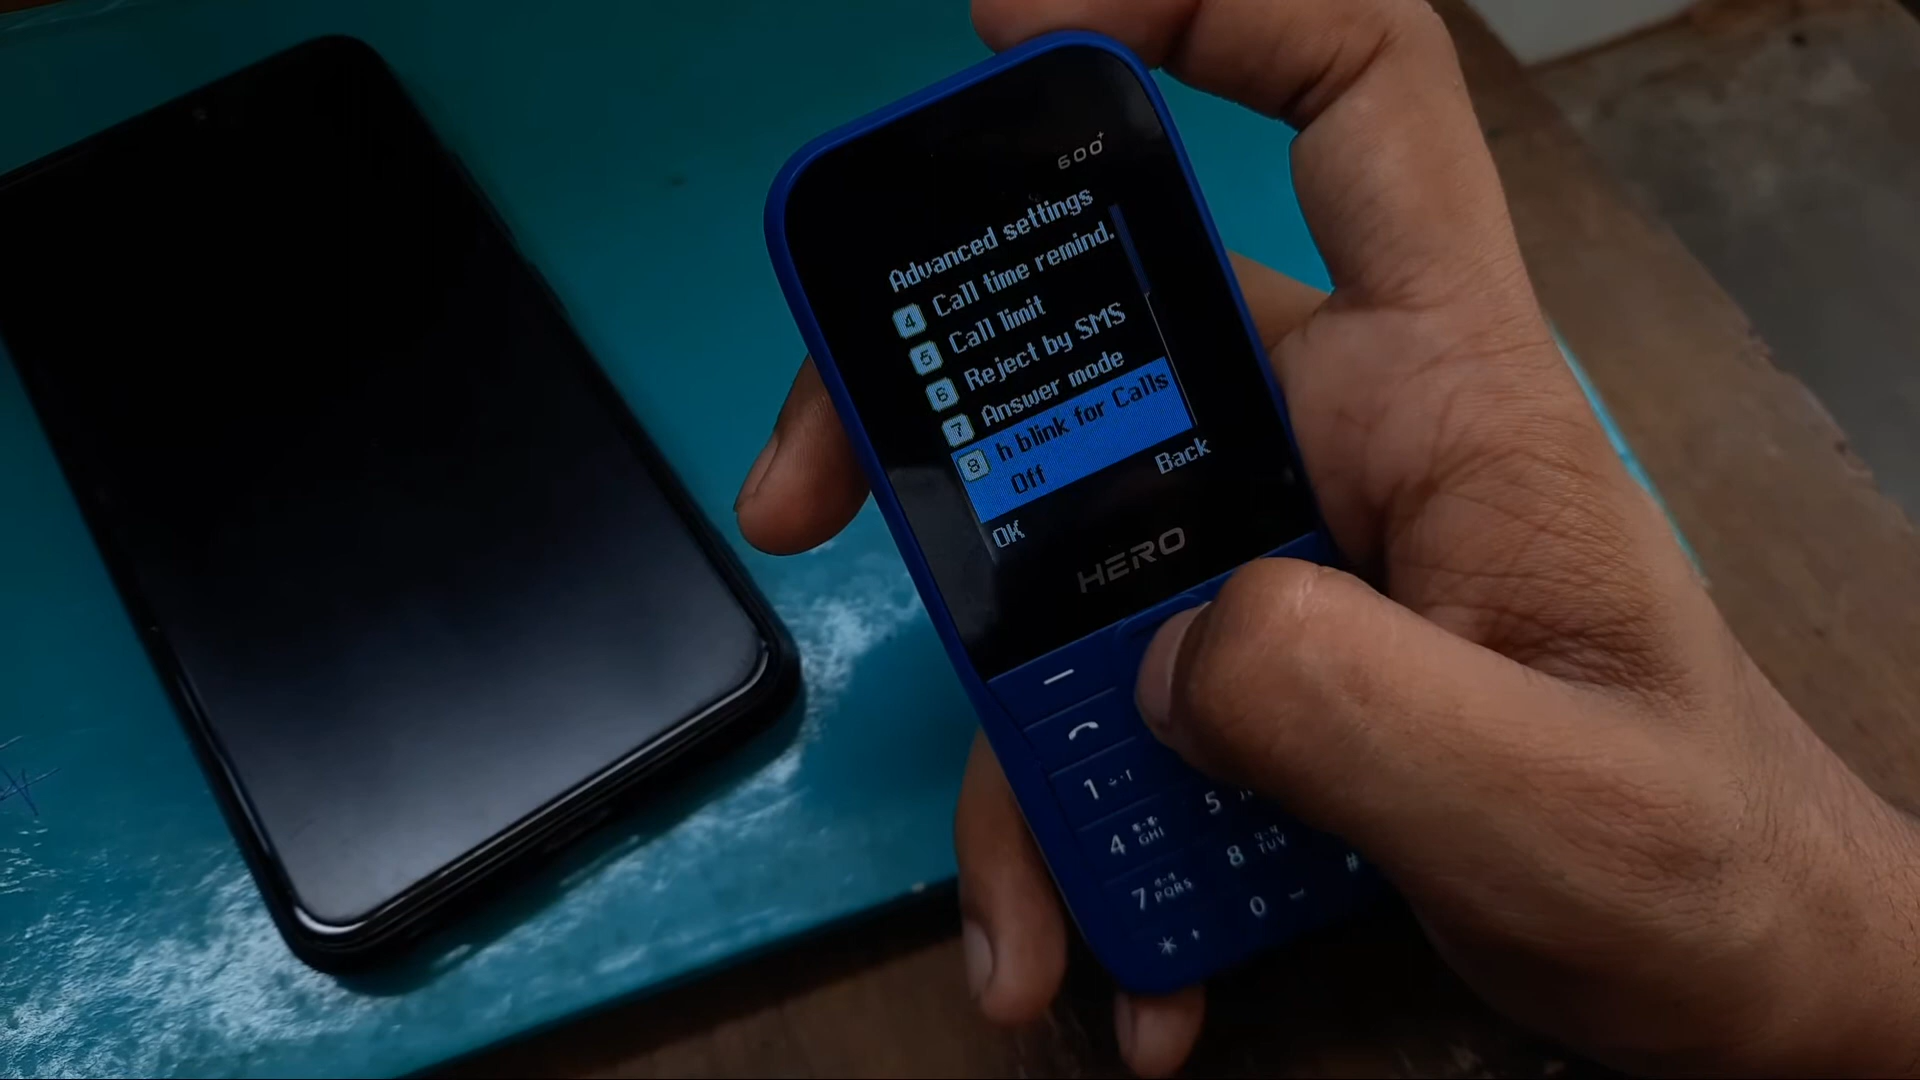 600+
Advanced settings
4 Call time remind.
5 Call limit
6 Reject by SMS
7 Answer mode
8 h blink for Calls
Off
OK Back
HERO
1
4 GHI 5
7 PQRS 8 TUV
* + 0 #